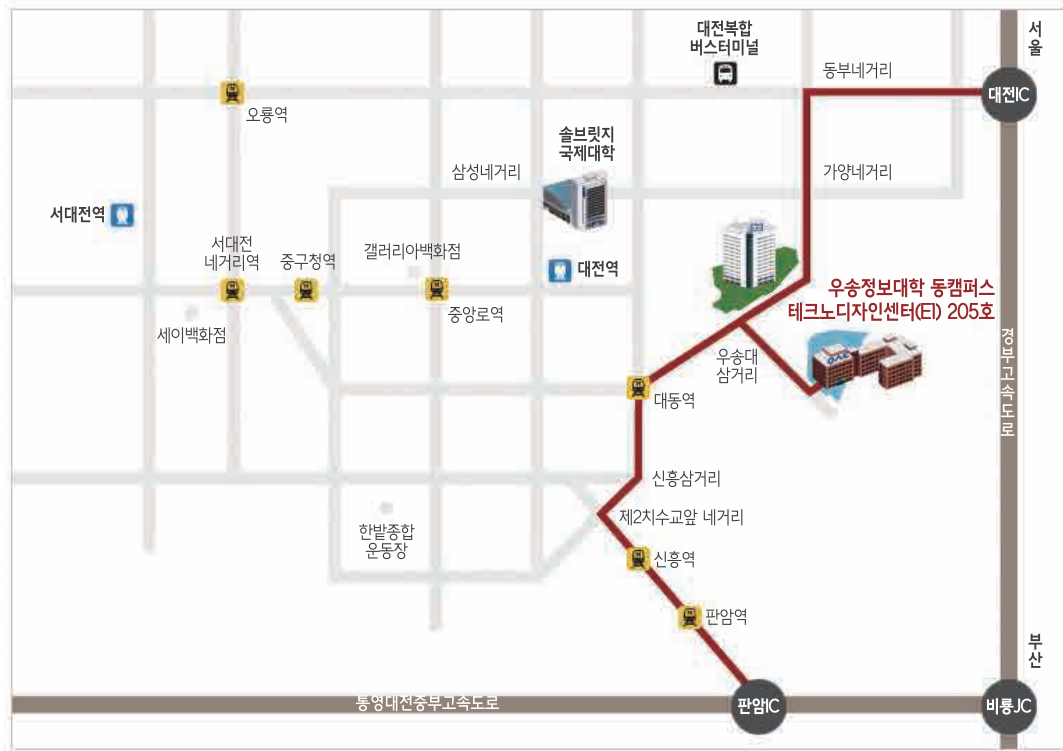 대전복합
버스터미널
서
울
동부네거리
대전IC
오룡역
솔브릿지
국제대학
삼성네거리
가양네거리
서대전역
서대전
네거리역
중구청역
갤러리아백화점
대전역
우송정보대학 동캠퍼스
테크노디자인센터(EI) 205호
중앙로역
세이백화점
우송대
삼거리
경부고속도로
대동역
신흥삼거리
제2치수교앞 네거리
한밭종합
운동장
신흥역
판암역
부
산
통영대전중부고속도로
판암IC
비룡JC